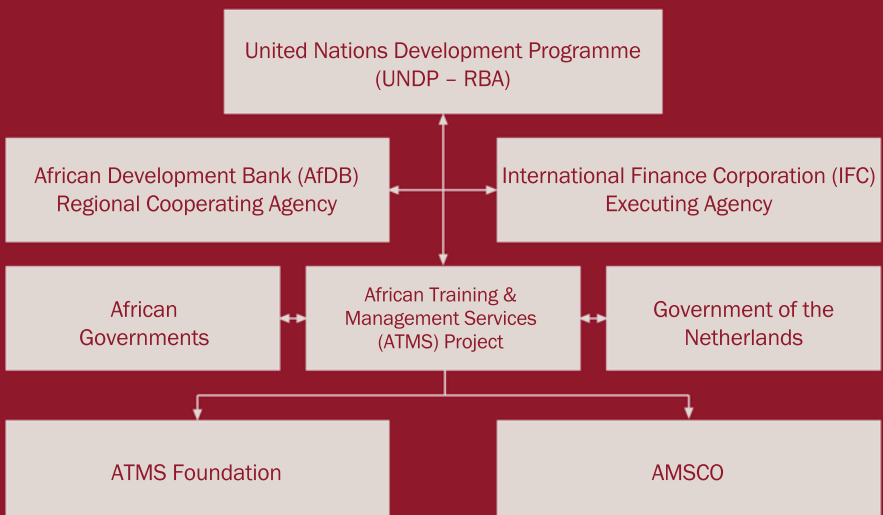 United Nations Development Programme
(UNDP – RBA)
African Development Bank (AfDB)
Regional Cooperating Agency
International Finance Corporation (IFC)
Executing Agency
African
Governments
African Training &
Management Services
(ATMS) Project
Government of the
Netherlands
ATMS Foundation
AMSCO